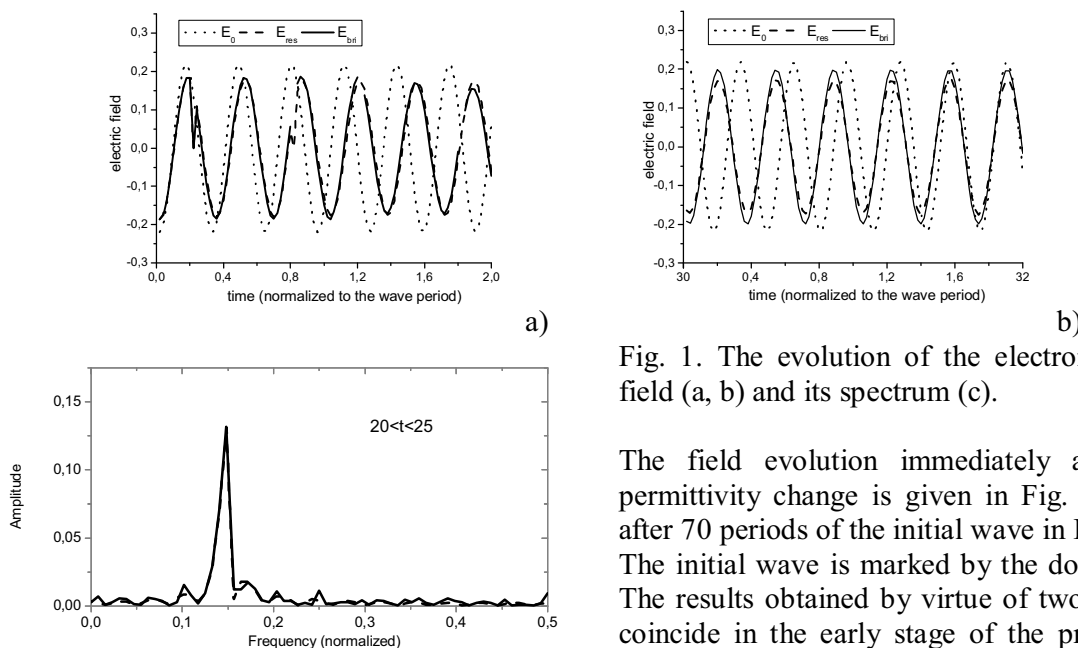 0,3
0,2
0,1
0,0
-0,1
-0,2
-0,3
electric field
E0 Eres Ebri
0,0 0,4 0,8 1,2 1,6 2,0
time (normalized to the wave period)
a)
0,3
0,2
0,1
0,0
-0,1
-0,2
-0,3
electric field
E0 Eres Ebri
30 0,4 0,8 1,2 1,6 32
time (normalized to the wave period)
b)
0,15
0,10
0,05
0,00
Amplitude
20<t<25
0,0 0,1 0,2 0,3 0,4 0,5
Frequency (normalized)
Fig. 1. The evolution of the
field (a, b) and its spectrum (c).
The field evolution immediately
permittivity change is given in Fig.
after 70 periods of the initial wave in
The initial wave is marked by the
The results obtained by virtue of two
coincide in the early stage of the